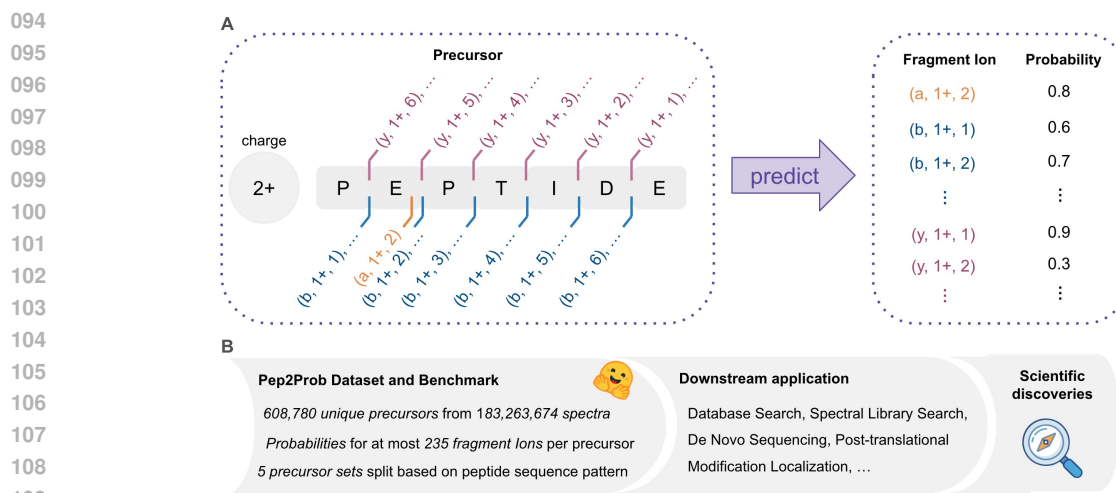 094
095
096
097
098
099
100
101
102
103
104
105
106
107
108
A
Precursor
(y, 1+, 6), ...
(y, 1+, 5), ...
(y, 1+, 4), ...
(y, 1+, 3), ...
(y, 1+, 2), ...
(y, 1+, 1), ...
charge
2+
P E P T I D E
(b, 1+, 1), ...
(a, 1+, 2)
(b, 1+, 2), ...
(b, 1+, 3), ...
(b, 1+, 4), ...
(b, 1+, 5), ...
(b, 1+, 6), ...
predict
Fragment Ion Probability
(a, 1+, 2) 0.8
(b, 1+, 1) 0.6
(b, 1+, 2) 0.7
⋮ ⋮
(y, 1+, 1) 0.9
(y, 1+, 2) 0.3
⋮ ⋮
B
Pep2Prob Dataset and Benchmark
608,780 unique precursors from 183,263,674 spectra
Probabilities for at most 235 fragment Ions per precursor
5 precursor sets split based on peptide sequence pattern
Downstream application
Database Search, Spectral Library Search,
De Novo Sequencing, Post-translational
Modification Localization, ...
Scientific
discoveries